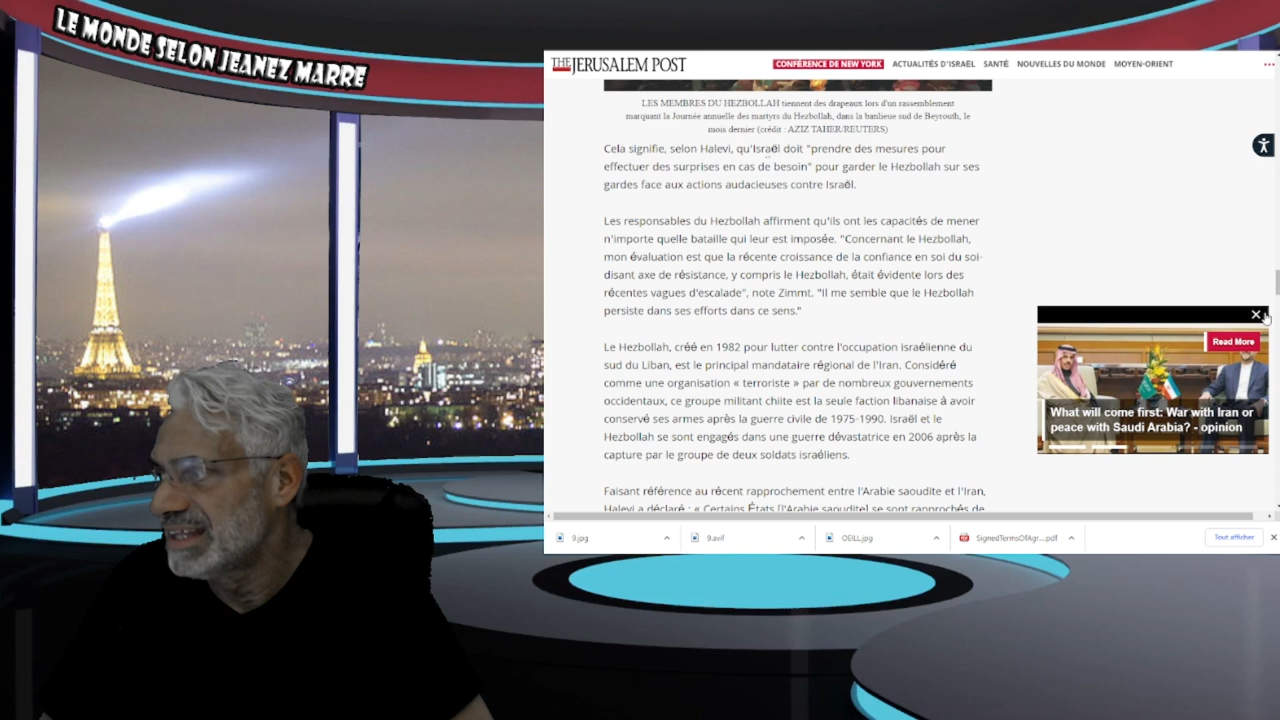 LE MONDE SELON JEANEZ MARRE
THE JERUSALEM POST
CONFÉRENCE DE NEW YORK ACTUALITÉS D'ISRAËL SANTÉ NOUVELLES DU MONDE MOYEN-ORIENT
LES MEMBRES DU HEZBOLLAH tiennent des drapeaux lors d'un rassemblement
marquant la Journée annuelle des martyrs du Hezbollah, dans la banlieue sud de Beyrouth, le
mois dernier (crédit : AZIZ TAHER/REUTERS)
Cela signifie, selon Halevi, qu'Israël doit "prendre des mesures pour
effectuer des surprises en cas de besoin" pour garder le Hezbollah sur ses
gardes face aux actions audacieuses contre Israël.
Les responsables du Hezbollah affirment qu'ils ont les capacités de mener
n'importe quelle bataille qui leur est imposée. "Concernant le Hezbollah,
mon évaluation est que la récente croissance de la confiance en soi du soi-
disant axe de résistance, y compris le Hezbollah, était évidente lors des
récentes vagues d'escalade", note Zimmt. "Il me semble que le Hezbollah
persiste dans ses efforts dans ce sens."
Le Hezbollah, créé en 1982 pour lutter contre l'occupation israélienne du
sud du Liban, est le principal mandataire régional de l'Iran. Considéré
comme une organisation « terroriste » par de nombreux gouvernements
occidentaux, ce groupe militant chiite est la seule faction libanaise à avoir
conservé ses armes après la guerre civile de 1975-1990. Israël et le
Hezbollah se sont engagés dans une guerre dévastatrice en 2006 après la
capture par le groupe de deux soldats israéliens.
Faisant référence au récent rapprochement entre l'Arabie saoudite et l'Iran,
Halevi a déclaré : « Certains États [l'Arabie saoudite] se sont rapprochés de
Read More
What will come first: War with Iran or
peace with Saudi Arabia? - opinion
9.jpg 9.avif OEILL.jpg SignedTermsOfAgr....pdf Tout afficher